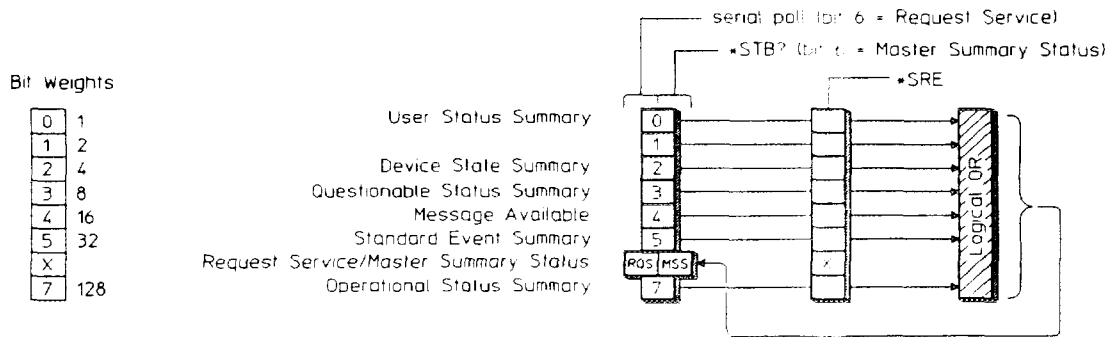 serial poll (bit 6 = Request Service)
*STB? (bit 6 = Master Summary Status)
*SRE
Bit Weights
0 1
1 2
2 4
3 8
4 16
5 32
X
7 128
User Status Summary 0
1
Device State Summary 2
Questionable Status Summary 3
Message Available 4
Standard Event Summary 5
Request Service/Master Summary Status RQS MSS X
Operational Status Summary 7
Logical OR